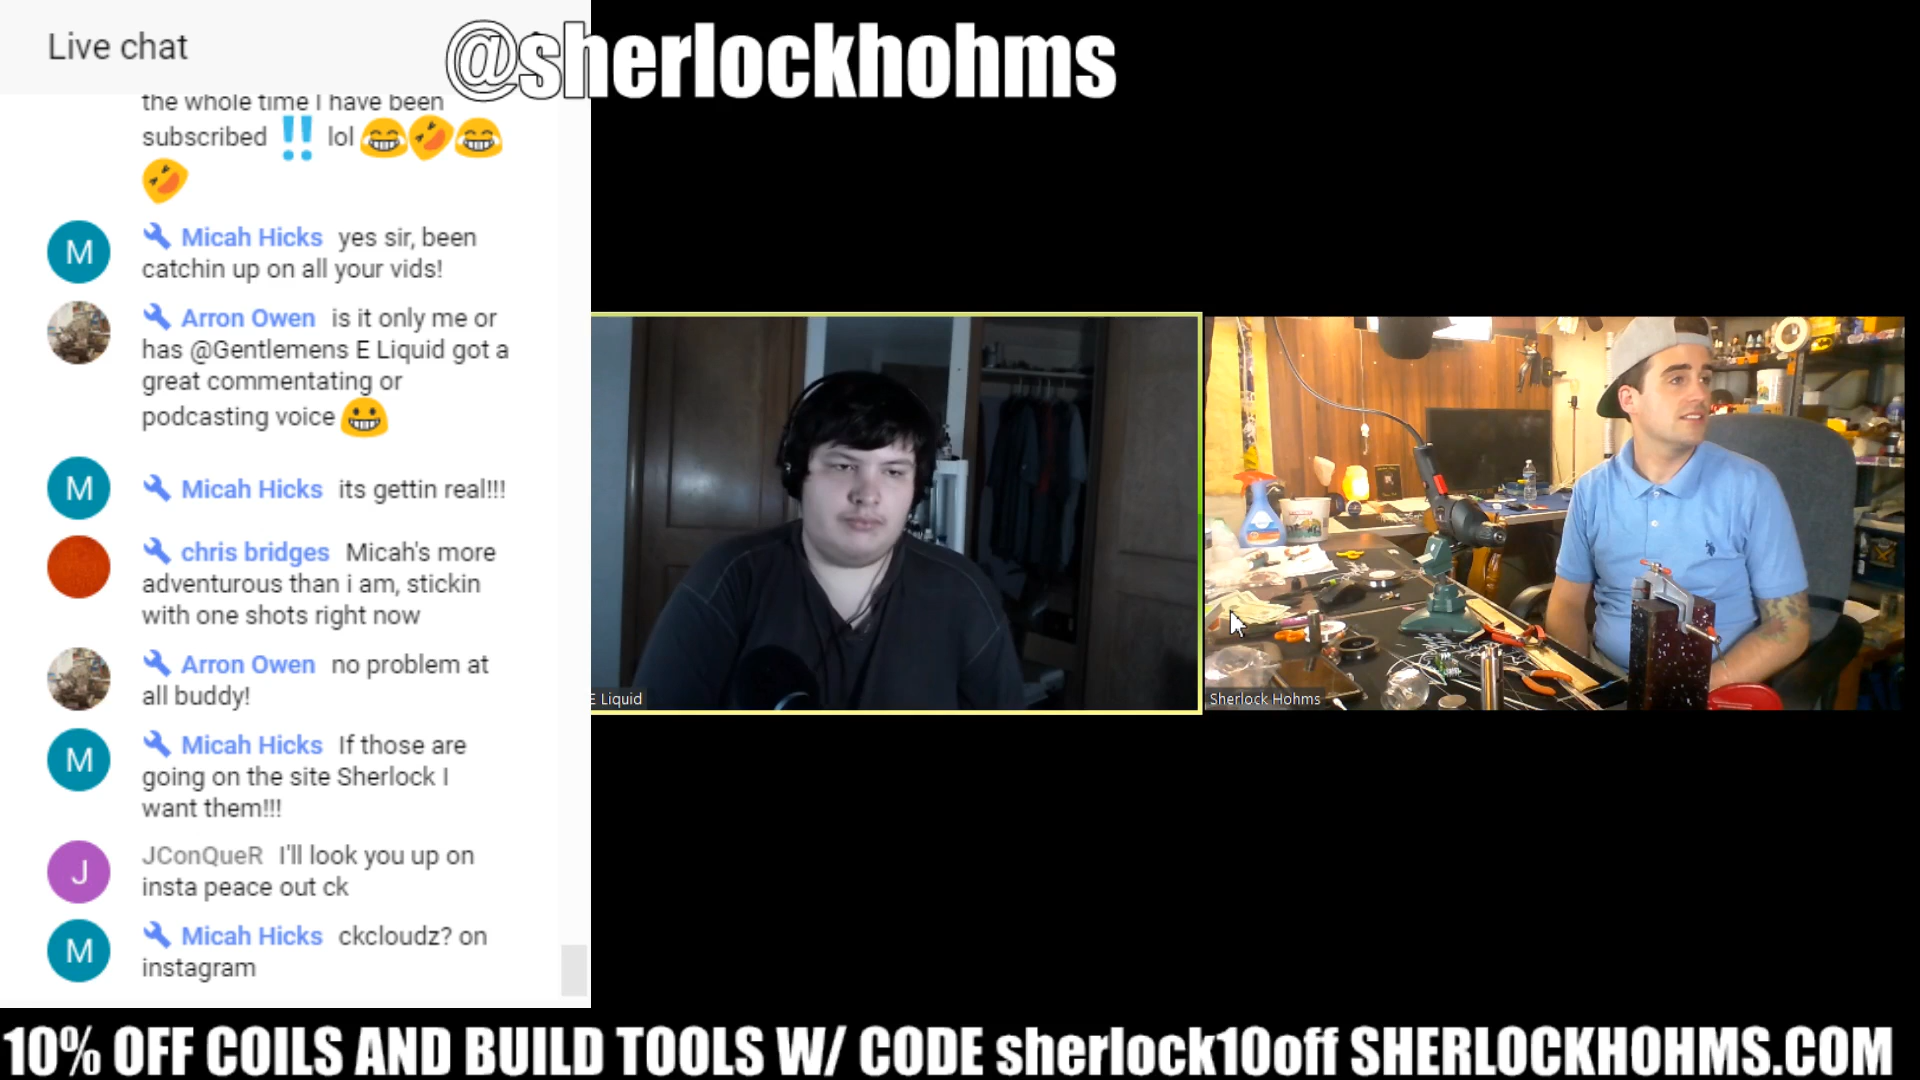 Live chat
@sherlockhohms
the whole time I have been
subscribed ‼ lol 😂🤣😂
🤣
Micah Hicks yes sir, been
catchin up on all your vids!
Arron Owen is it only me or
has @Gentlemens E Liquid got a
great commentating or
podcasting voice 😀
Micah Hicks its gettin real!!!
chris bridges Micah's more
adventurous than i am, stickin
with one shots right now
Arron Owen no problem at
all buddy!
Micah Hicks If those are
going on the site Sherlock I
want them!!!
JConQueR I'll look you up on
insta peace out ck
Micah Hicks ckcloudz? on
instagram
E Liquid
Sherlock Hohms
10% OFF COILS AND BUILD TOOLS W/ CODE sherlock10off SHERLOCKHOHMS.COM